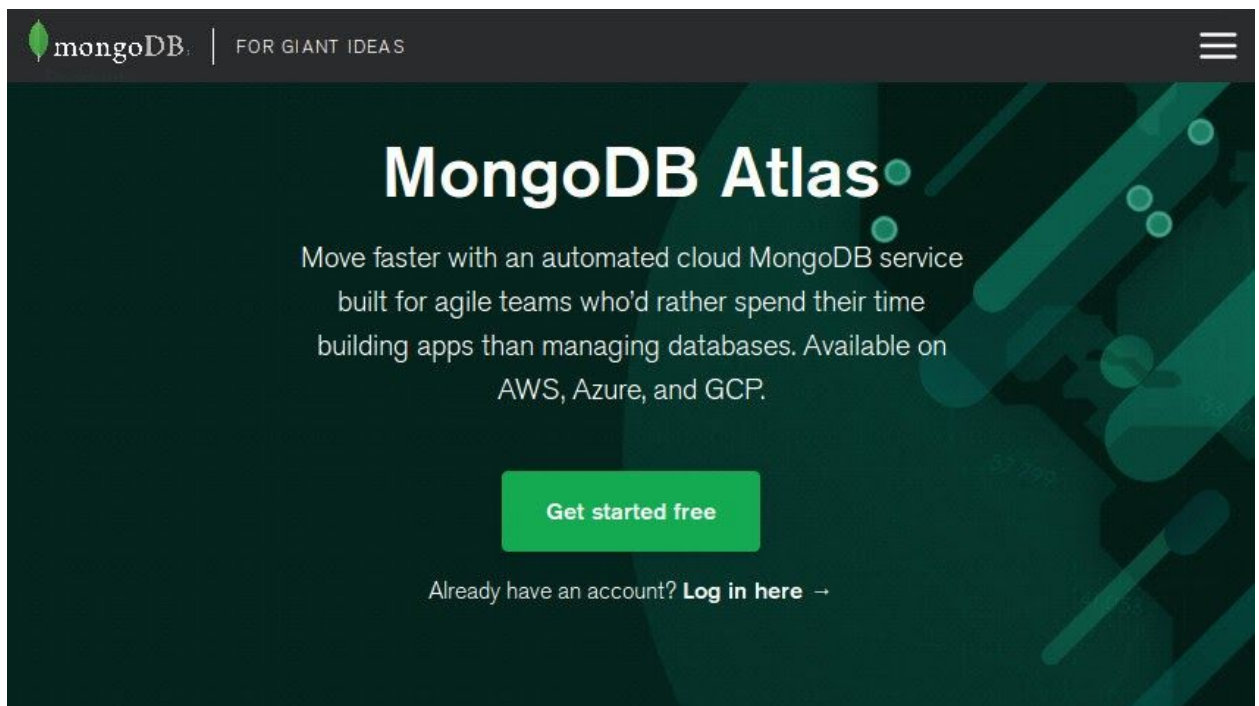 mongoDB. FOR GIANT IDEAS
MongoDB Atlas
Move faster with an automated cloud MongoDB service
built for agile teams who’d rather spend their time
building apps than managing databases. Available on
AWS, Azure, and GCP.
Get started free
Already have an account? Log in here →